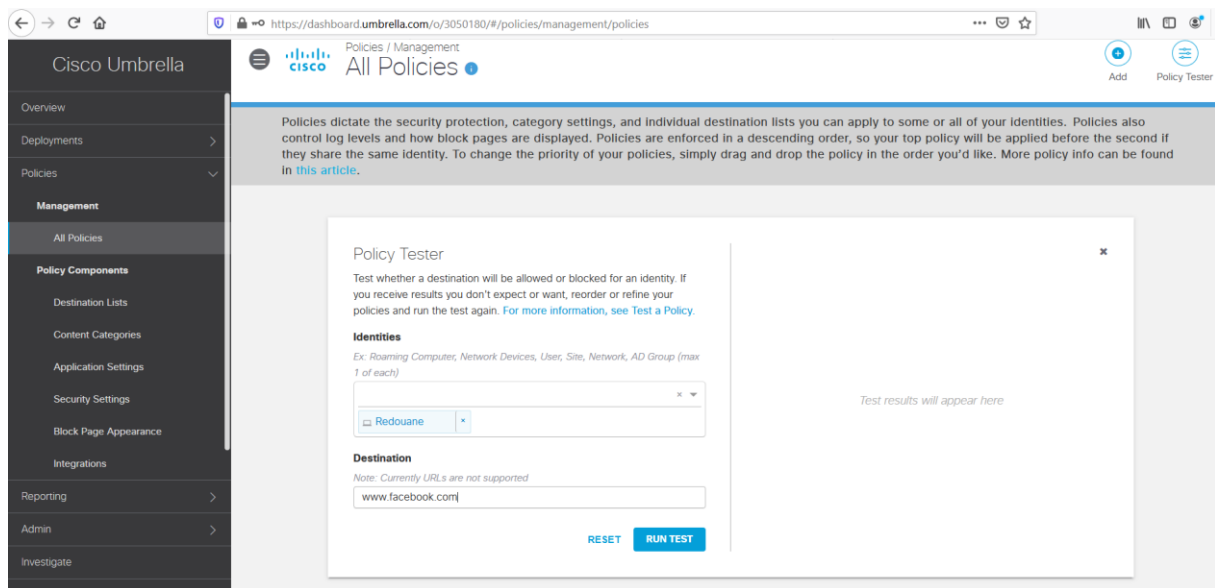 https://dashboard.umbrella.com/o/3050180/#/policies/management/policies
Cisco Umbrella
Overview
Deployments
Policies
Management
All Policies
Policy Components
Destination Lists
Content Categories
Application Settings
Security Settings
Block Page Appearance
Integrations
Reporting
Admin
Investigate
cisco
Policies / Management
All Policies
Add
Policy Tester
Policies dictate the security protection, category settings, and individual destination lists you can apply to some or all of your identities. Policies also
control log levels and how block pages are displayed. Policies are enforced in a descending order, so your top policy will be applied before the second if
they share the same identity. To change the priority of your policies, simply drag and drop the policy in the order you'd like. More policy info can be found
in this article.
Policy Tester
Test whether a destination will be allowed or blocked for an identity. If
you receive results you don't expect or want, reorder or refine your
policies and run the test again. For more information, see Test a Policy.
Identities
Ex: Roaming Computer, Network Devices, User, Site, Network, AD Group (max
1 of each)
Redouane
Destination
Note: Currently URLs are not supported
www.facebook.com
RESET
RUN TEST
Test results will appear here